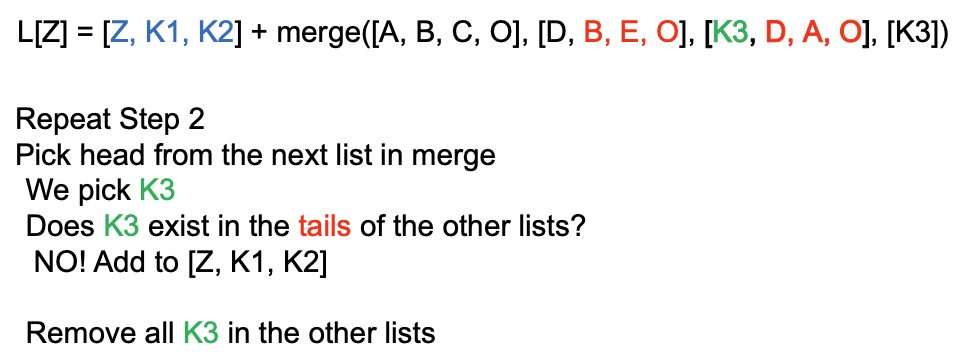 L[Z] = [Z, K1, K2] + merge([A, B, C, O], [D, B, E, O], [K3, D, A, O], [K3])
Repeat Step 2
Pick head from the next list in merge
We pick K3
Does K3 exist in the tails of the other lists?
NO! Add to [Z, K1, K2]
Remove all K3 in the other lists